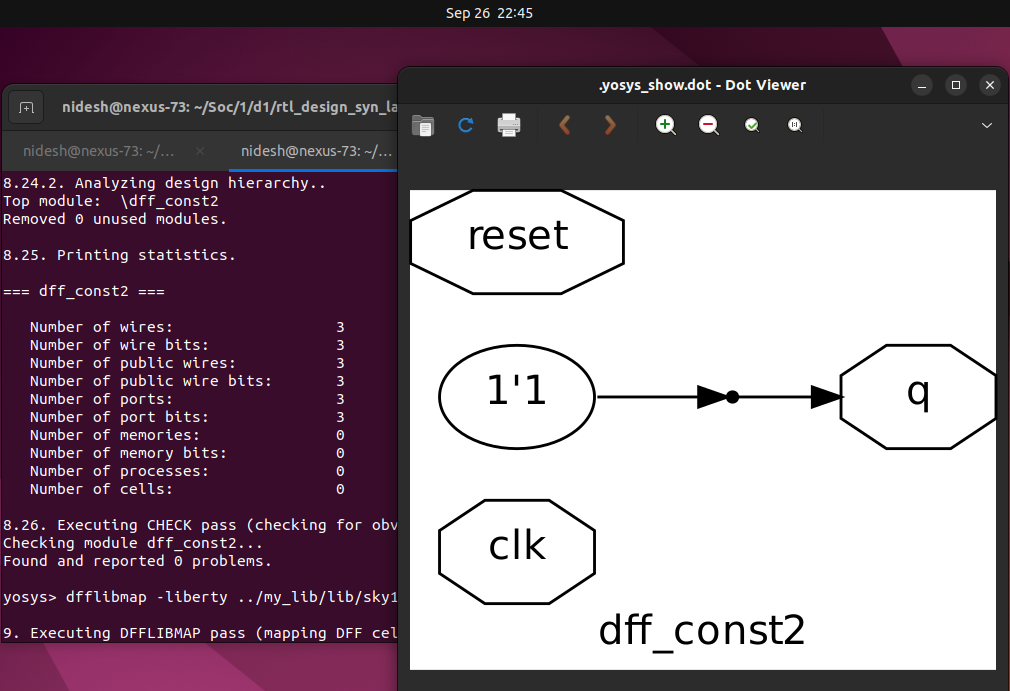 Sep 26 22:45
nidesh@nexus-73: ~/Soc/1/d1/rtl_design_syn_la
nidesh@nexus-73: ~/...
nidesh@nexus-73: ~/...
8.24.2. Analyzing design hierarchy..
Top module:  \dff_const2
Removed 0 unused modules.
8.25. Printing statistics.
=== dff_const2 ===
Number of wires: 3
Number of wire bits: 3
Number of public wires: 3
Number of public wire bits: 3
Number of ports: 3
Number of port bits: 3
Number of memories: 0
Number of memory bits: 0
Number of processes: 0
Number of cells: 0
8.26. Executing CHECK pass (checking for obv
Checking module dff_const2...
Found and reported 0 problems.
yosys> dfflibmap -liberty ../my_lib/lib/sky1
9. Executing DFFLIBMAP pass (mapping DFF cel
.yosys_show.dot - Dot Viewer
reset
1'1
q
clk
dff_const2